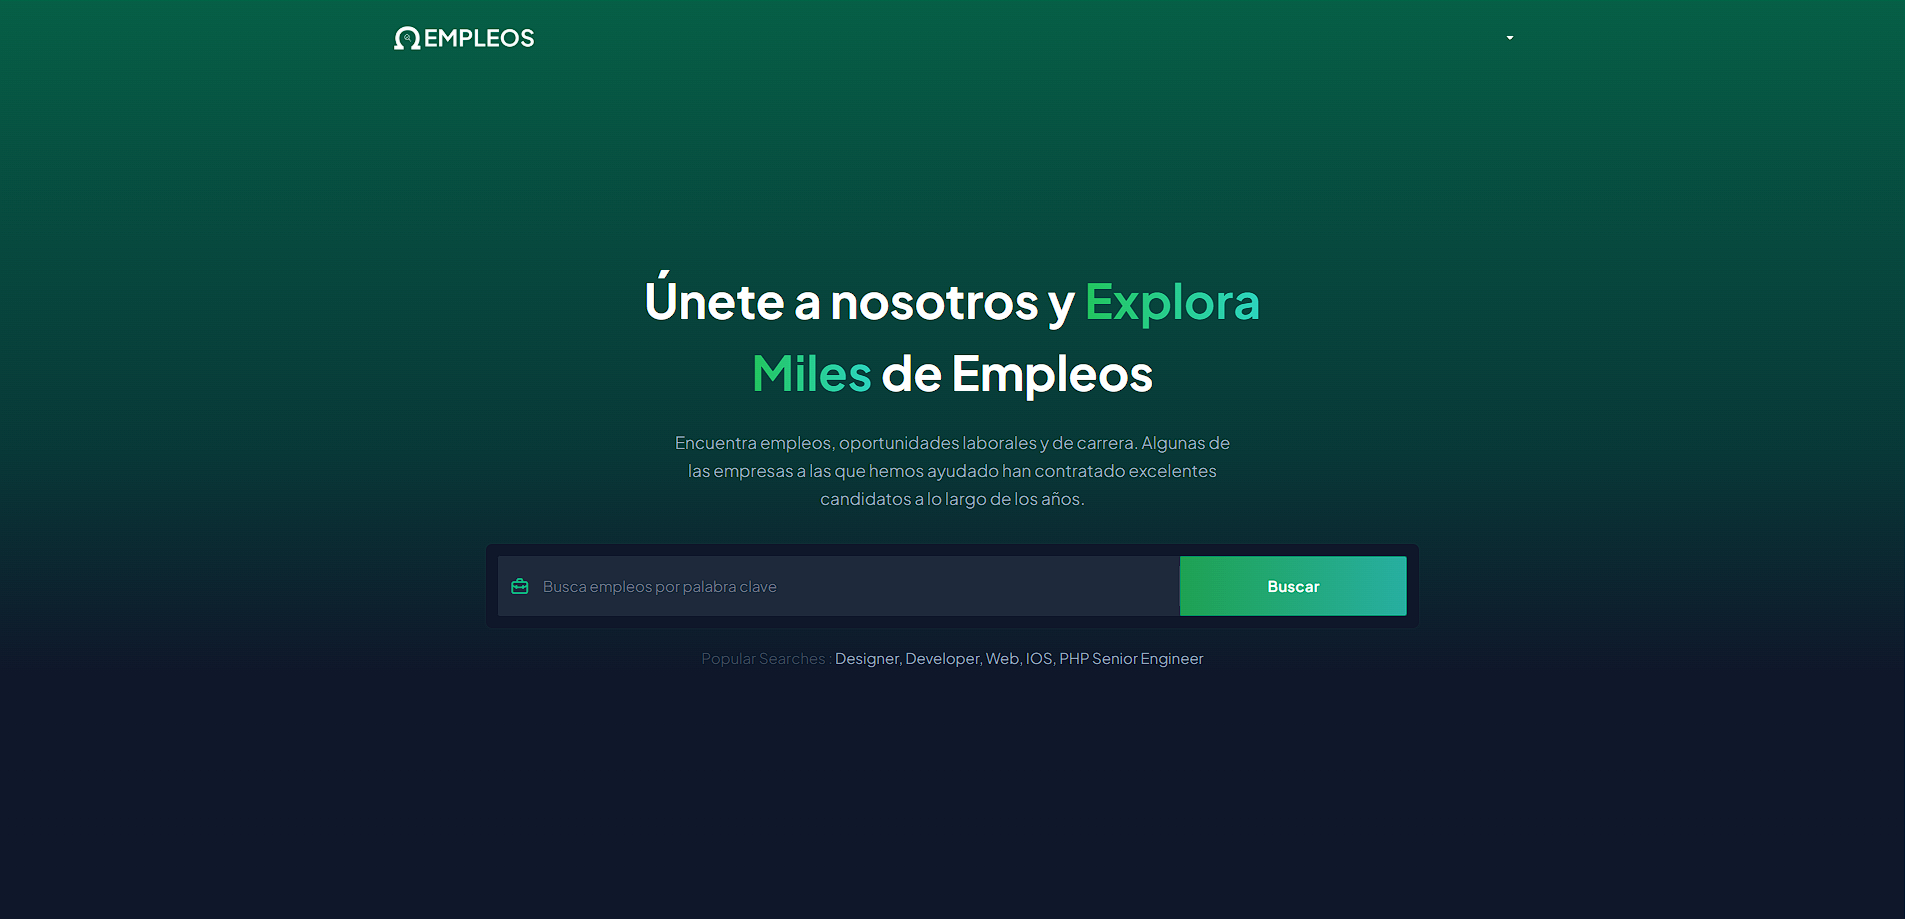 EMPLEOS
Únete a nosotros y Explora
Miles de Empleos
Encuentra empleos, oportunidades laborales y de carrera. Algunas de
las empresas a las que hemos ayudado han contratado excelentes
candidatos a lo largo de los años.
Busca empleos por palabra clave
Buscar
Popular Searches : Designer, Developer, Web, IOS, PHP Senior Engineer